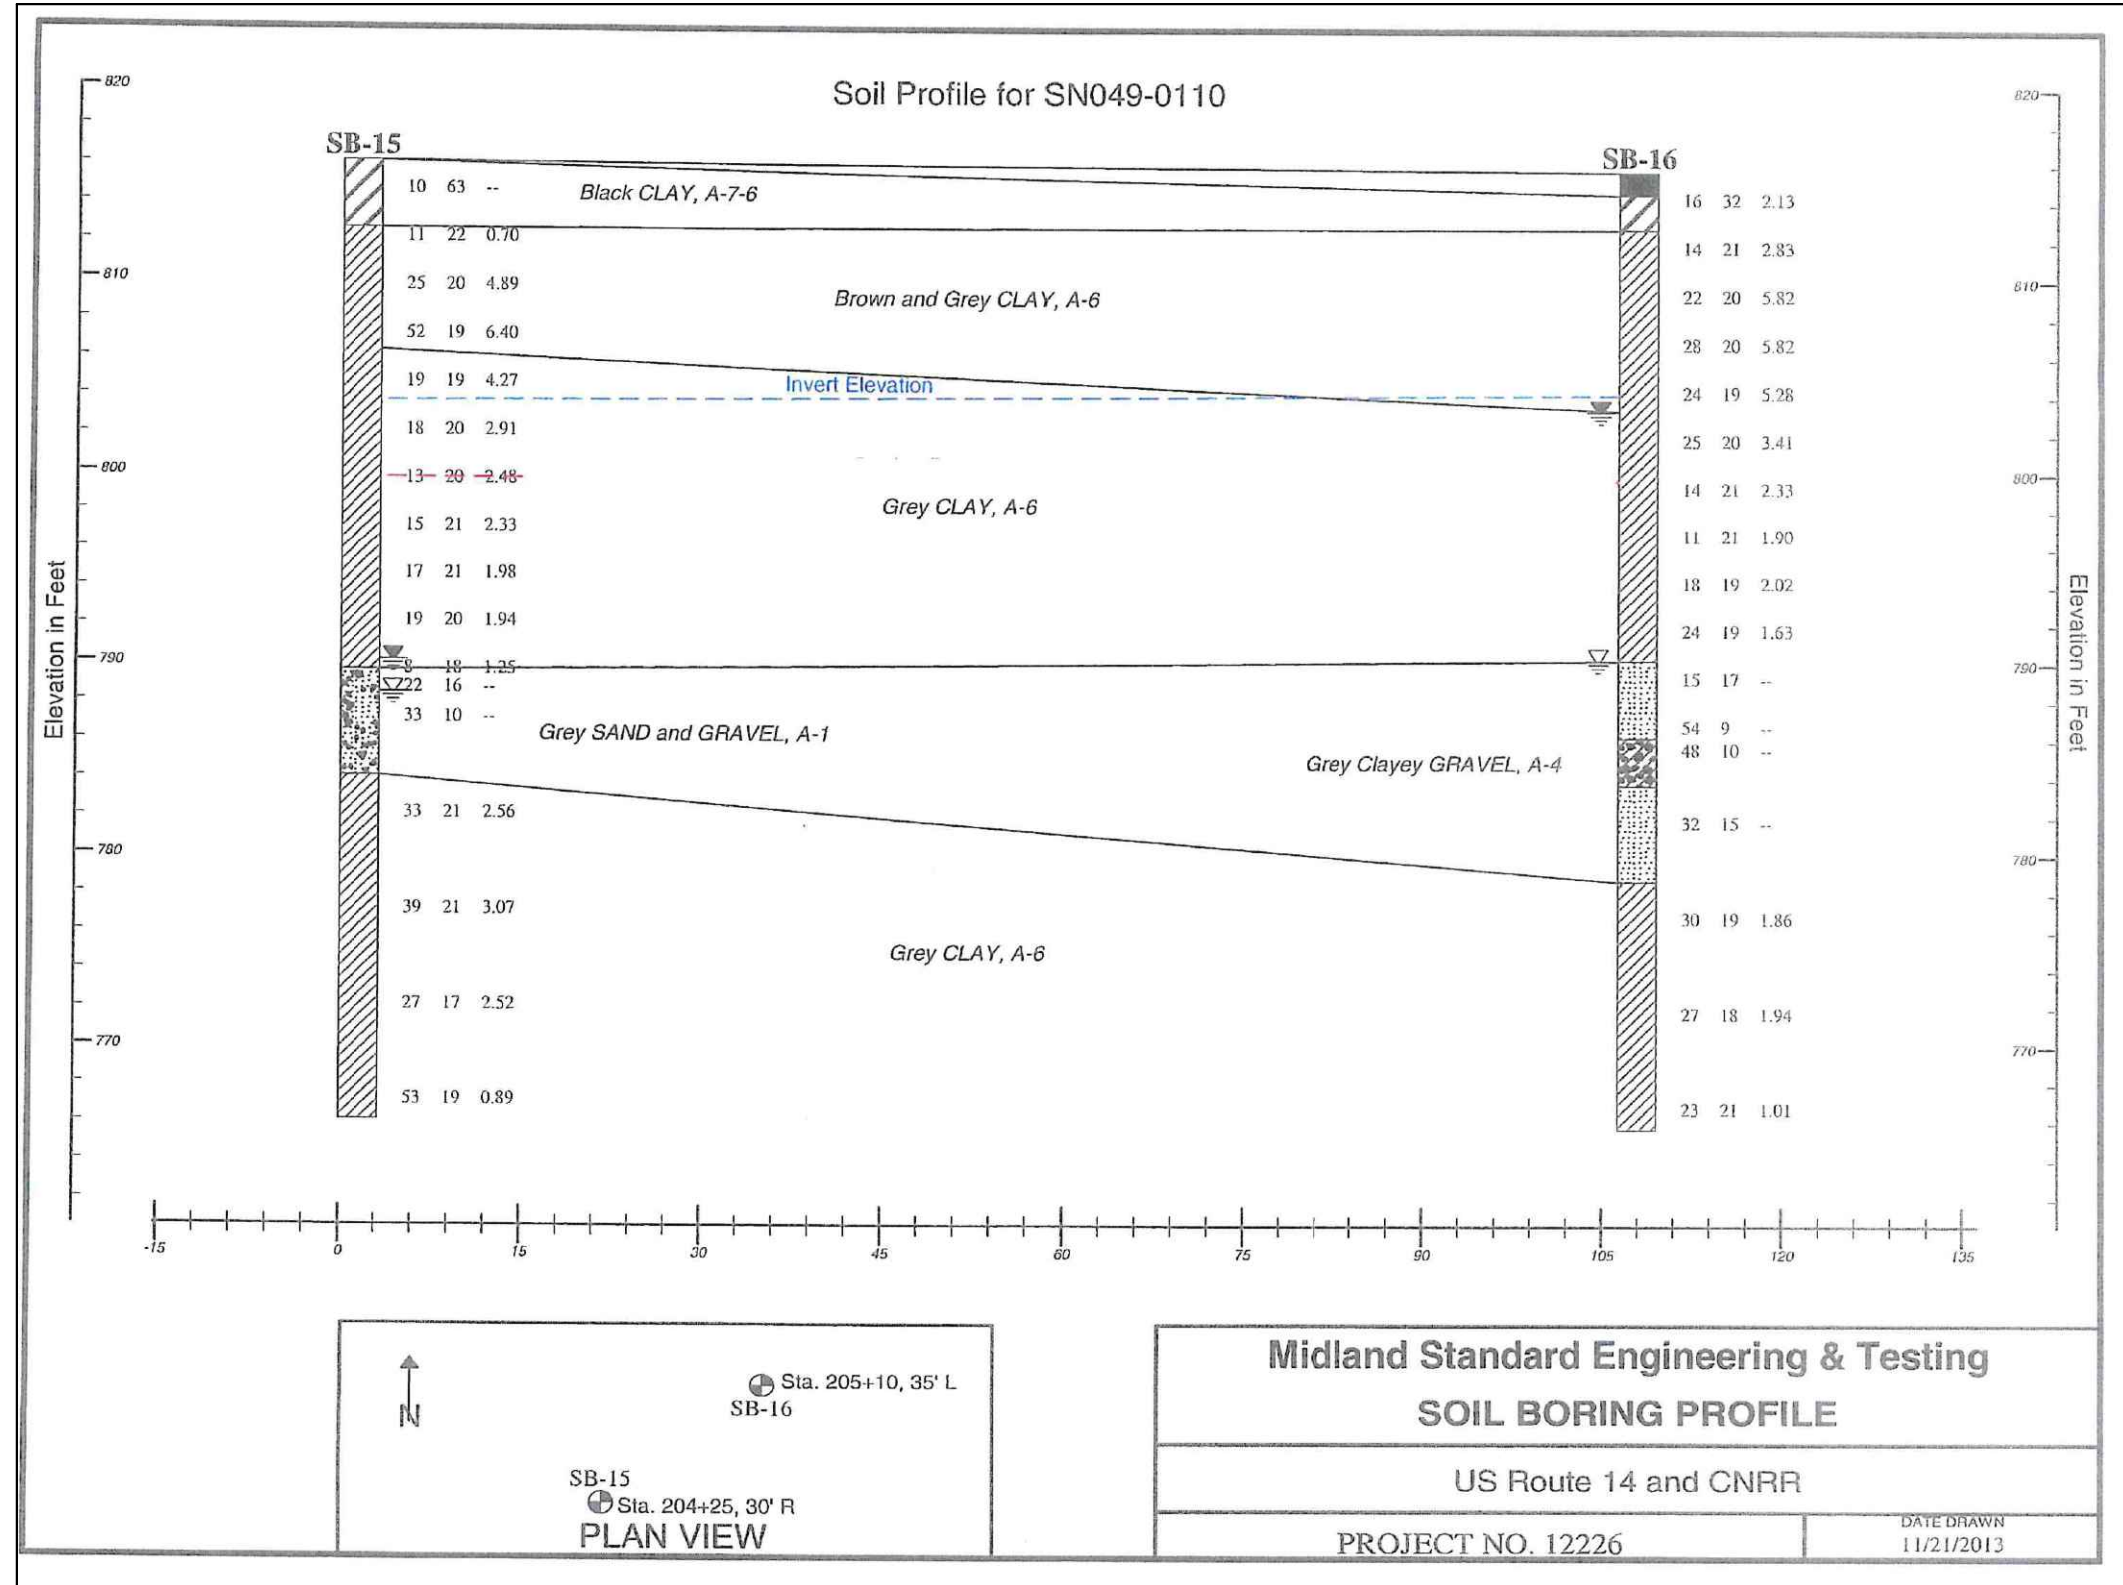 Soil Profile for SN049-0110
820
810
800
790
780
770
Elevation in Feet
SB-15
10 63 --
11 22 0.70
25 20 4.89
52 19 6.40
19 19 4.27
18 20 2.91
13 20 2.48
15 21 2.33
17 21 1.98
19 20 1.94
8 18 1.25
22 16 --
33 10 --
33 21 2.56
39 21 3.07
27 17 2.52
53 19 0.89
Black CLAY, A-7-6
Brown and Grey CLAY, A-6
Invert Elevation
Grey CLAY, A-6
Grey SAND and GRAVEL, A-1
Grey Clayey GRAVEL, A-4
Grey CLAY, A-6
SB-16
16 32 2.13
14 21 2.83
22 20 5.82
28 20 5.82
24 19 5.28
25 20 3.41
14 21 2.33
11 21 1.90
18 19 2.02
24 19 1.63
15 17 --
54 9 --
48 10 --
32 15 --
30 19 1.86
27 18 1.94
23 21 1.01
820
810
800
790
780
770
Elevation in Feet
-15 0 15 30 45 60 75 90 105 120 135
N
Sta. 205+10, 35' L
SB-16
SB-15
Sta. 204+25, 30' R
PLAN VIEW
Midland Standard Engineering & Testing
SOIL BORING PROFILE
US Route 14 and CNRR
PROJECT NO. 12226
DATE DRAWN
11/21/2013